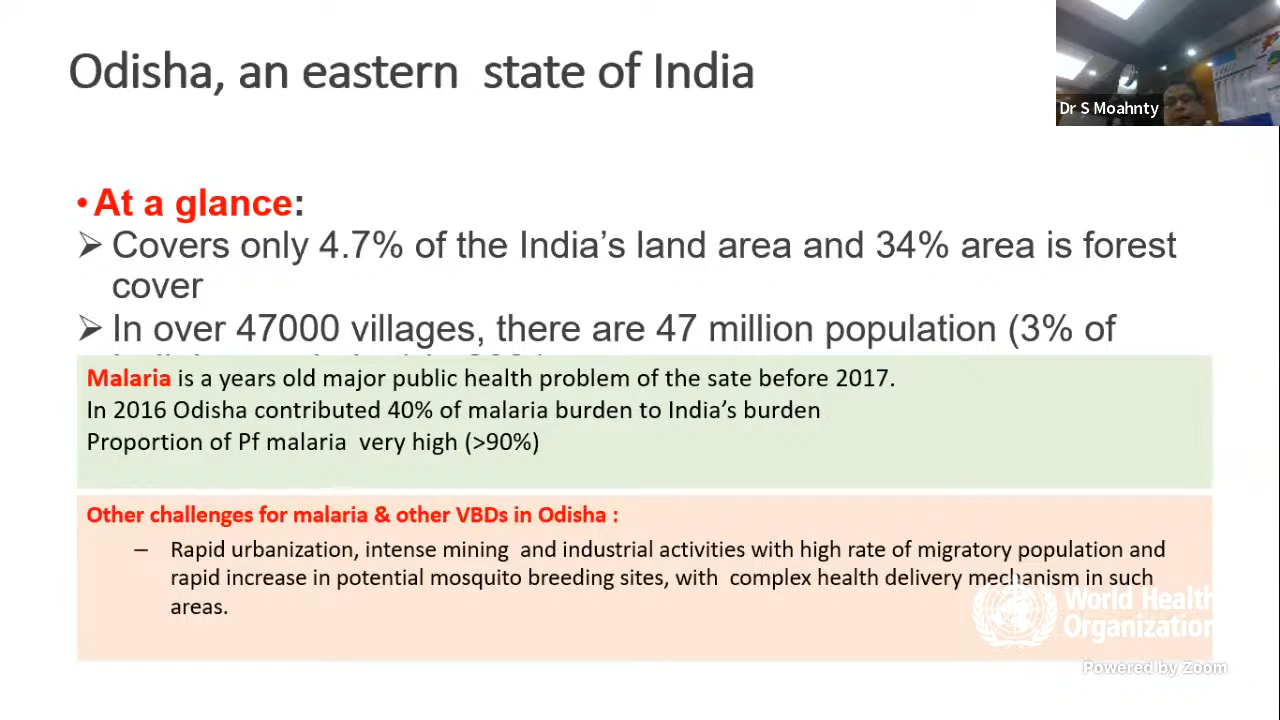 Odisha, an eastern state of India
Dr S Moahnty
•At a glance:
➢ Covers only 4.7% of the India’s land area and 34% area is forest
cover
➢ In over 47000 villages, there are 47 million population (3% of
Malaria is a years old major public health problem of the sate before 2017.
In 2016 Odisha contributed 40% of malaria burden to India’s burden
Proportion of Pf malaria very high (>90%)
Other challenges for malaria & other VBDs in Odisha :
– Rapid urbanization, intense mining and industrial activities with high rate of migratory population and
rapid increase in potential mosquito breeding sites, with complex health delivery mechanism in such
areas.
World Health
Organization
Powered by Zoom